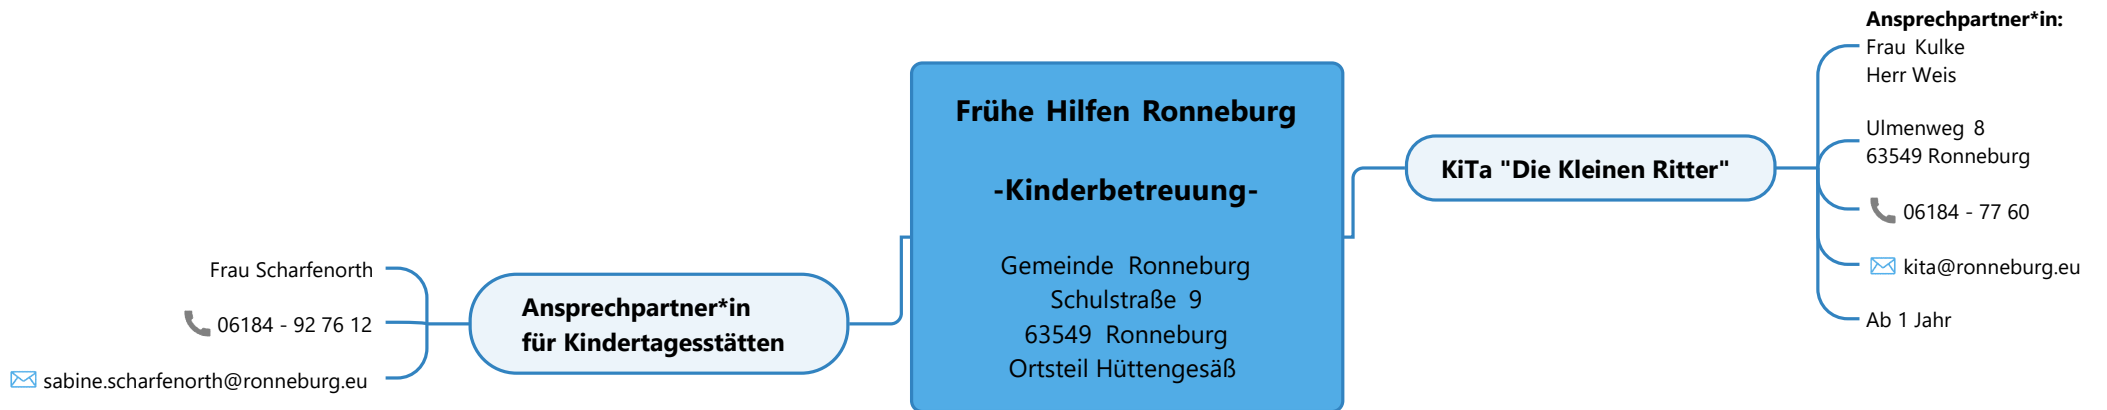 Frühe Hilfen Ronneburg
-Kinderbetreuung-
Gemeinde Ronneburg
Schulstraße 9
63549 Ronneburg
Ortsteil Hüttengesäß
Ansprechpartner*in
für Kindertagesstätten
Frau Scharfenorth
06184 - 92 76 12
sabine.scharfenorth@ronneburg.eu
KiTa "Die Kleinen Ritter"
Ansprechpartner*in:
Frau Kulke
Herr Weis
Ulmenweg 8
63549 Ronneburg
06184 - 77 60
kita@ronneburg.eu
Ab 1 Jahr